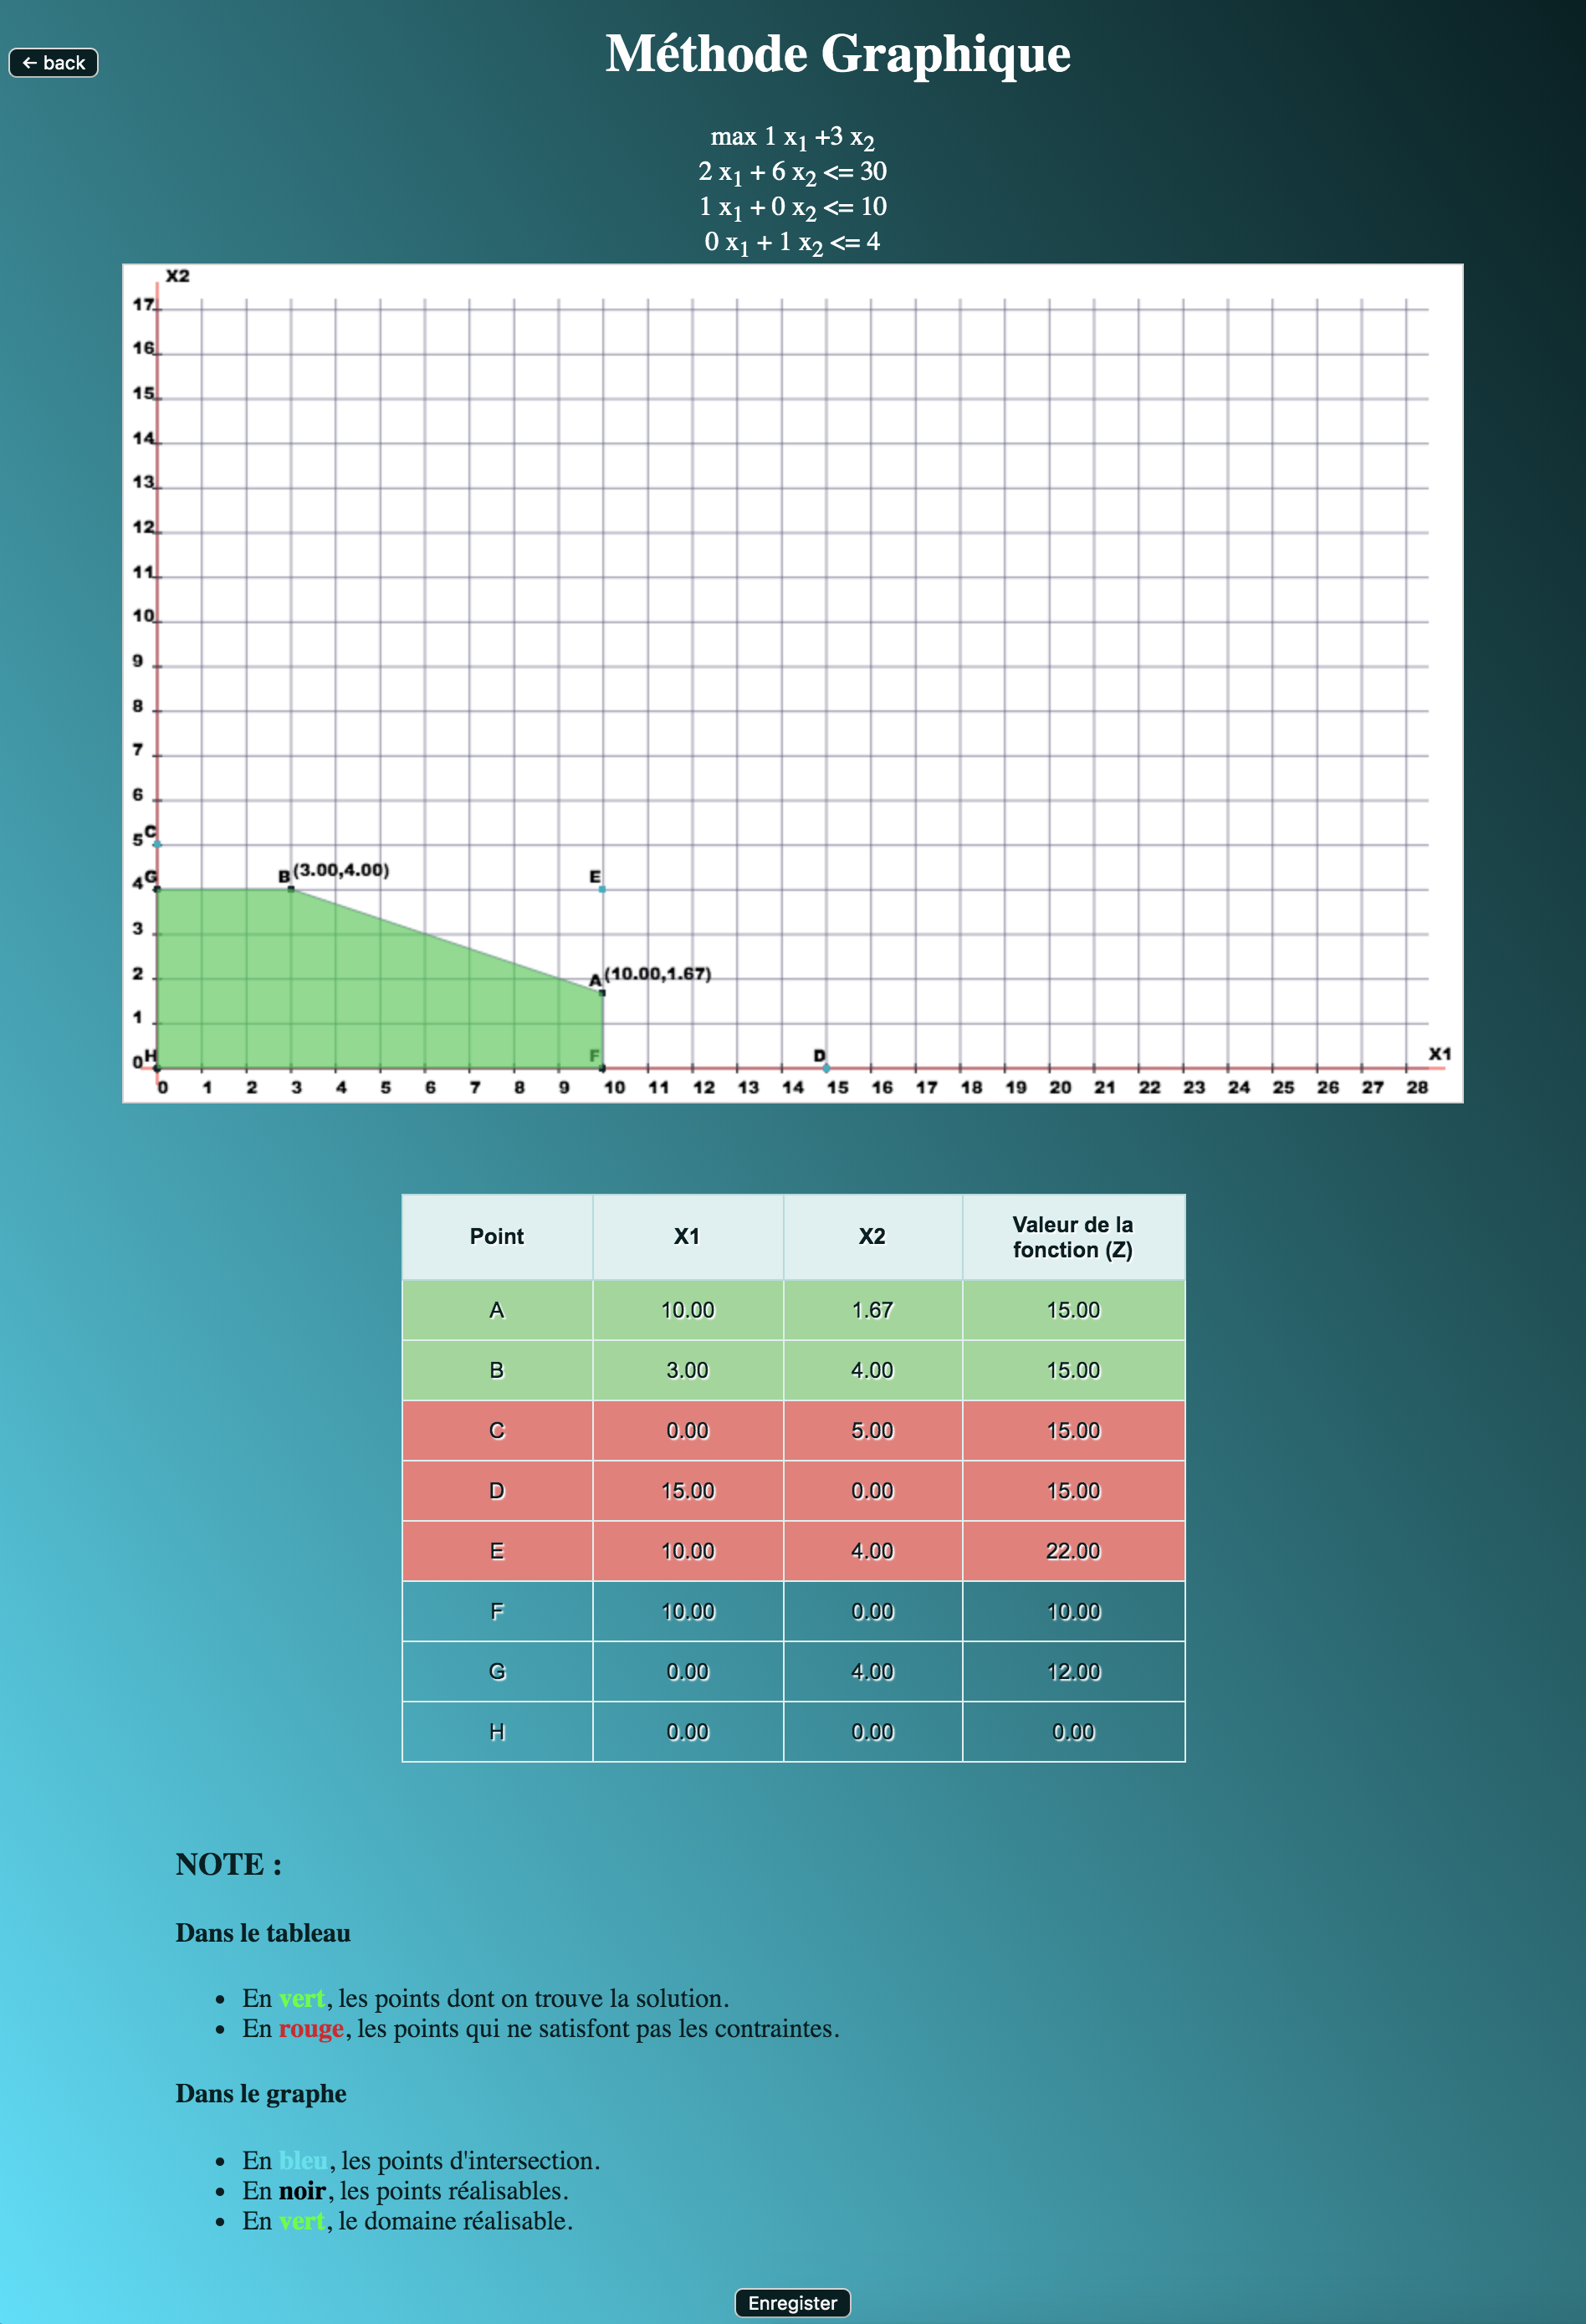 ← back
Méthode Graphique
max 1 x1 +3 x2
2 x1 + 6 x2 <= 30
1 x1 + 0 x2 <= 10
0 x1 + 1 x2 <= 4
X2
17
16
15
14
13
12
11
10
9
8
7
6
C
5
G
4
B (3.00,4.00)
E
3
2
A (10.00,1.67)
1
0 H F D X1
0 1 2 3 4 5 6 7 8 9 10 11 12 13 14 15 16 17 18 19 20 21 22 23 24 25 26 27 28
Point X1 X2 Valeur de la
fonction (Z)
A 10.00 1.67 15.00
B 3.00 4.00 15.00
C 0.00 5.00 15.00
D 15.00 0.00 15.00
E 10.00 4.00 22.00
F 10.00 0.00 10.00
G 0.00 4.00 12.00
H 0.00 0.00 0.00
NOTE :
Dans le tableau
• En vert, les points dont on trouve la solution.
• En rouge, les points qui ne satisfont pas les contraintes.
Dans le graphe
• En bleu, les points d'intersection.
• En noir, les points réalisables.
• En vert, le domaine réalisable.
Enregister